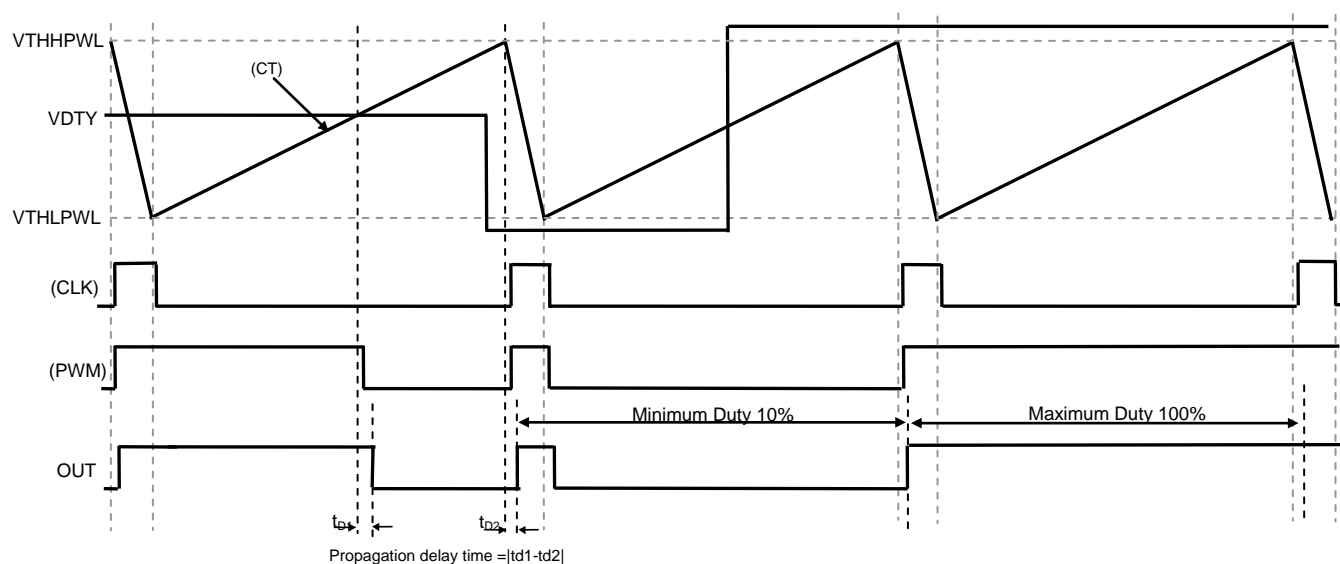 VTHHPWL
(CT)
VDTY
VTHLPWL
(CLK)
(PWM)
Minimum Duty 10%
Maximum Duty 100%
OUT
tD1
tD2
Propagation delay time =|td1-td2|